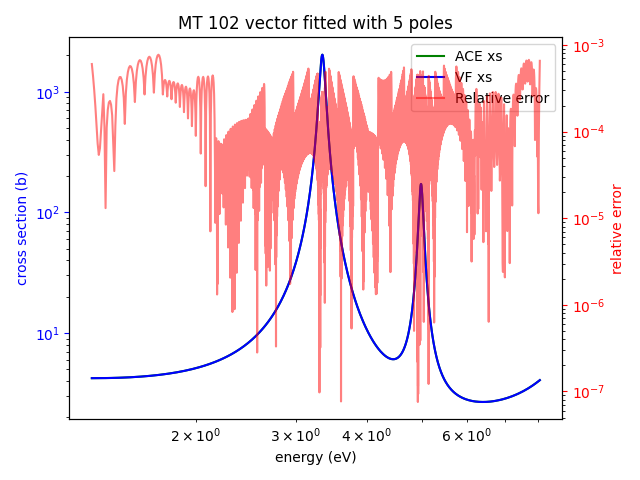 MT 102 vector fitted with 5 poles
ACE xs
VF xs
Relative error
10³
10²
10¹
cross section (b)
10⁻³
10⁻⁴
10⁻⁵
10⁻⁶
10⁻⁷
relative error
2 × 10⁰ 3 × 10⁰ 4 × 10⁰ 6 × 10⁰
energy (eV)